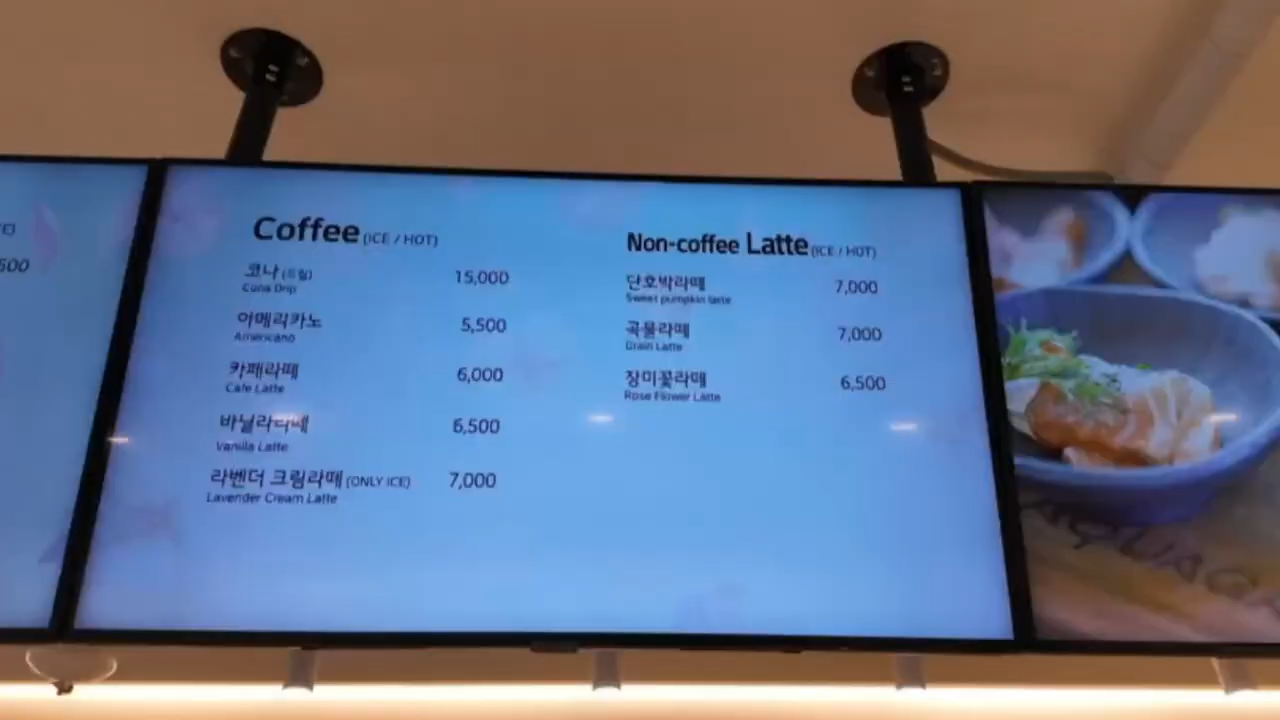 500
Coffee (ICE / HOT)
코나 (드립) 15,000
Cona Drip
아메리카노 5,500
Americano
카페라떼 6,000
Cafe Latte
바닐라라떼 6,500
Vanilla Latte
라벤더 크림라떼 (ONLY ICE) 7,000
Lavender Cream Latte
Non-coffee Latte (ICE / HOT)
단호박라떼 7,000
Sweet pumpkin latte
곡물라떼 7,000
Grain Latte
장미꽃라떼 6,500
Rose Flower Latte